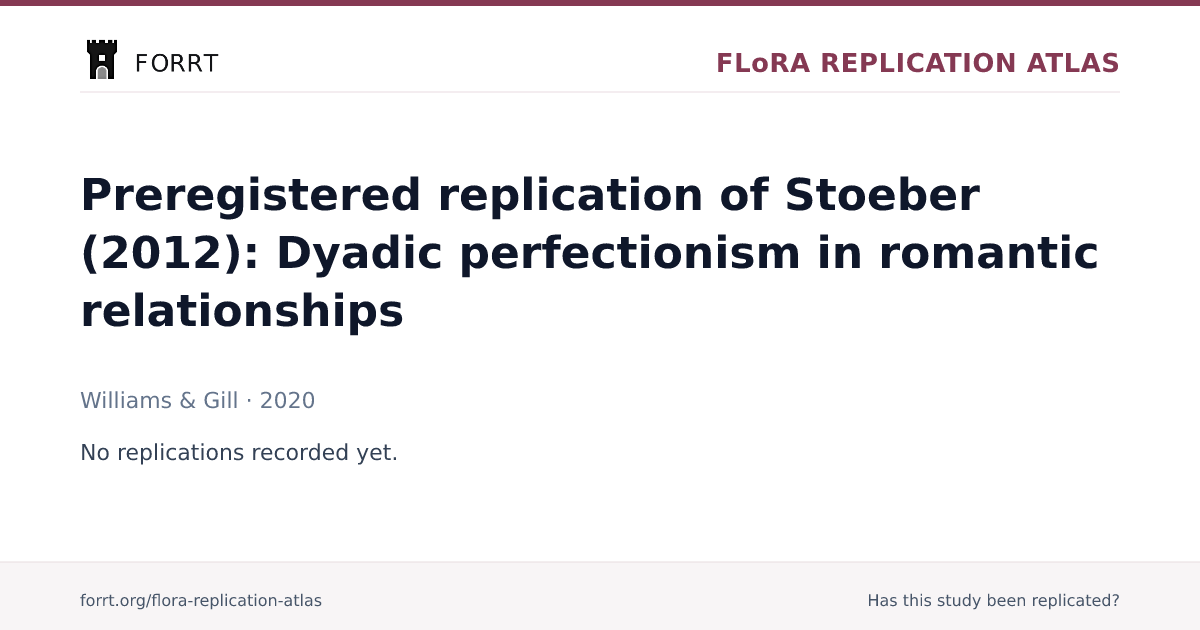 FORRT
FLoRA REPLICATION ATLAS
Preregistered replication of Stoeber
(2012): Dyadic perfectionism in romantic
relationships
Williams & Gill · 2020
No replications recorded yet.
forrt.org/flora-replication-atlas
Has this study been replicated?